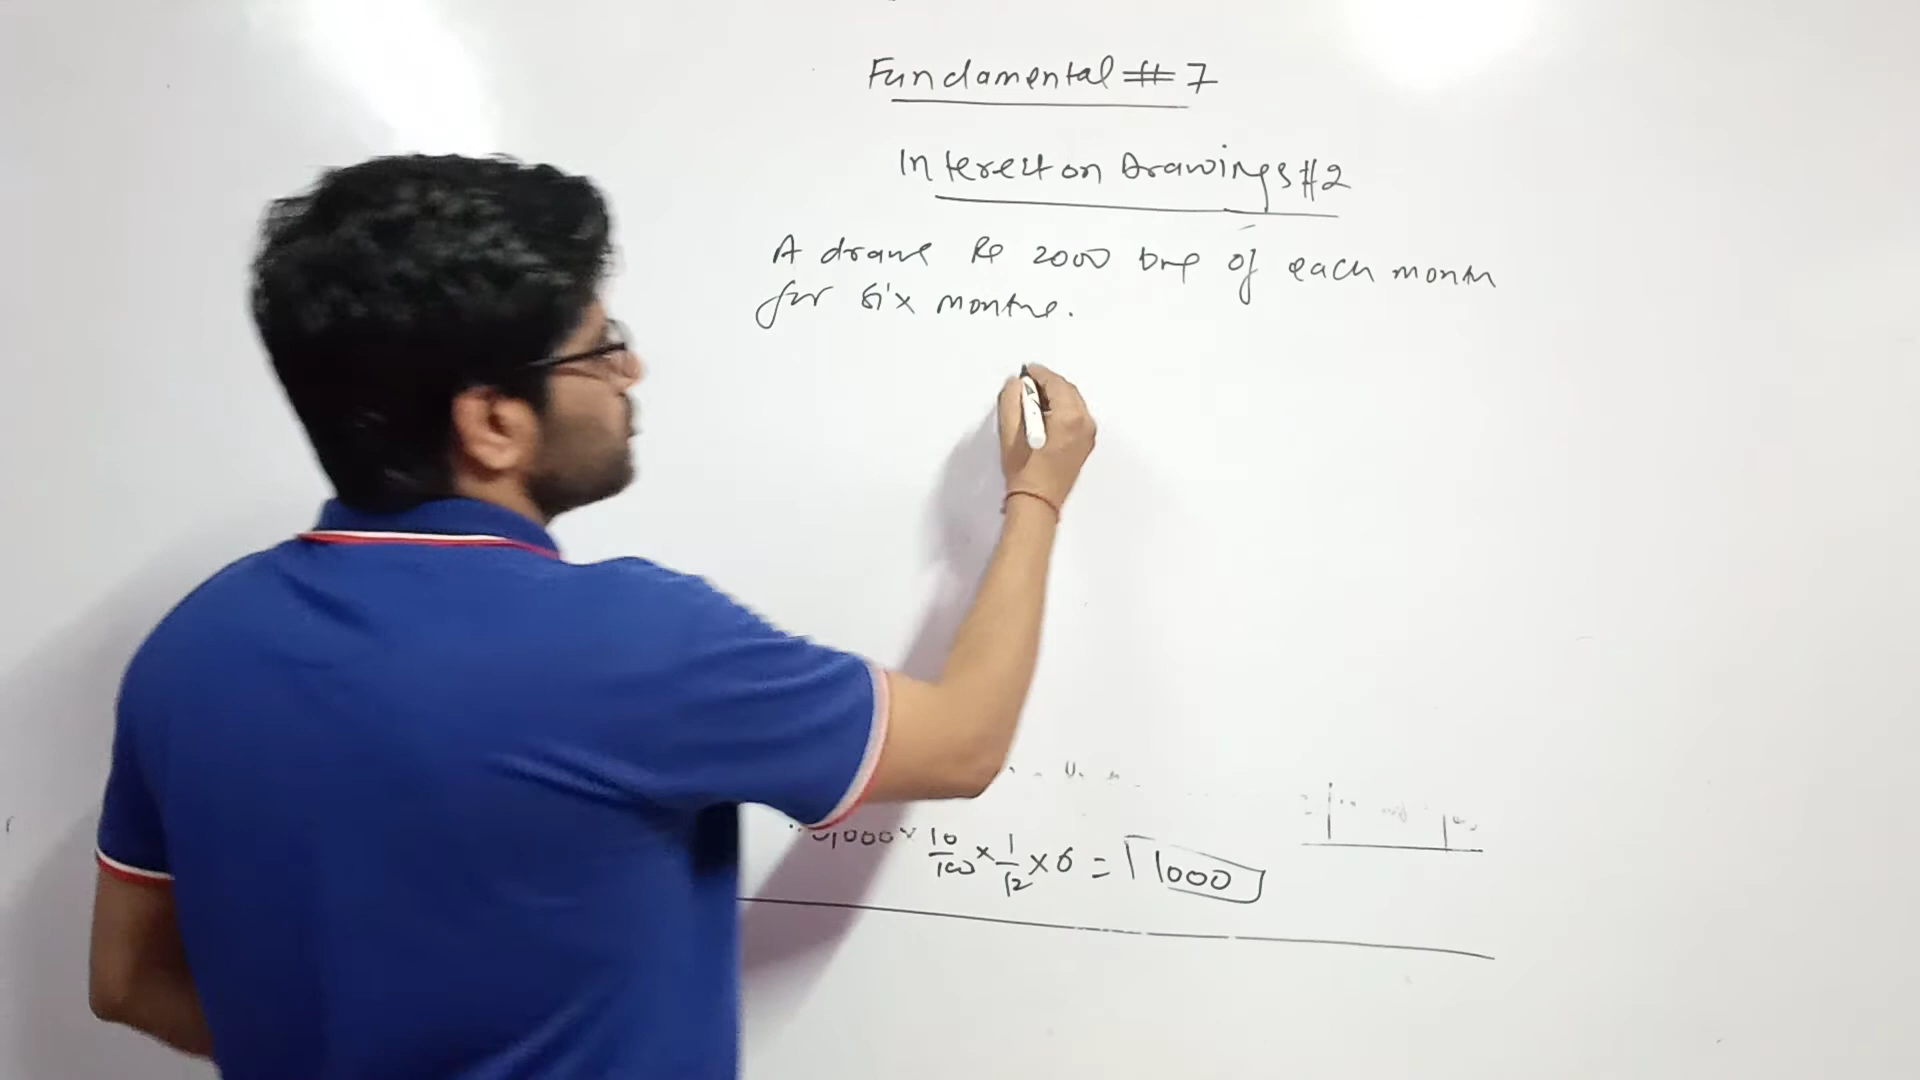 Fundamental # 7
Interest on Drawings #2
A draws Rs 2000 beg of each month
for six months.
10/100 × 1/12 × 6 = 1000